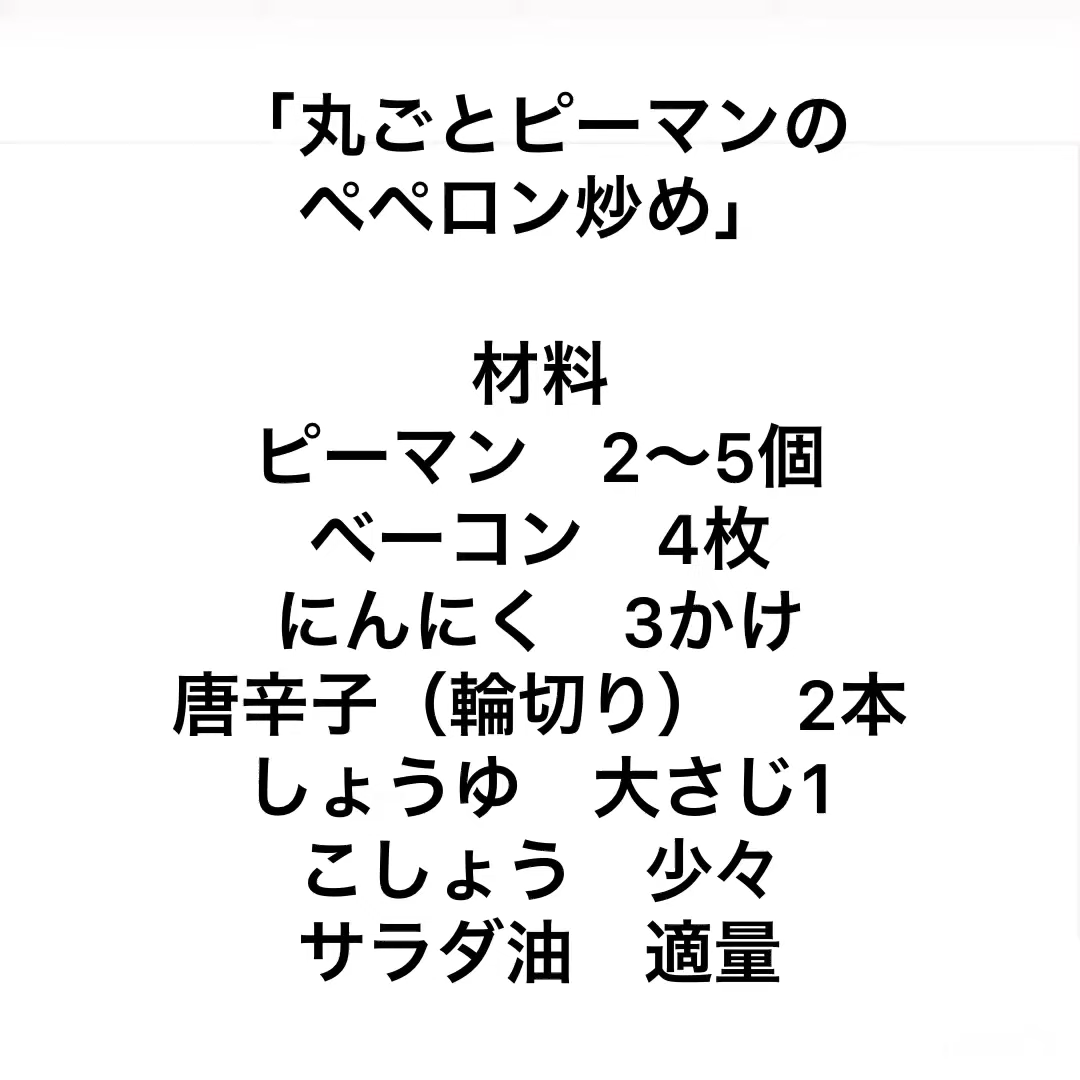 「丸ごとピーマンの
ペペロン炒め」
材料
ピーマン　2〜5個
ベーコン　4枚
にんにく　3かけ
唐辛子（輪切り）　2本
しょうゆ　大さじ1
こしょう　少々
サラダ油　適量